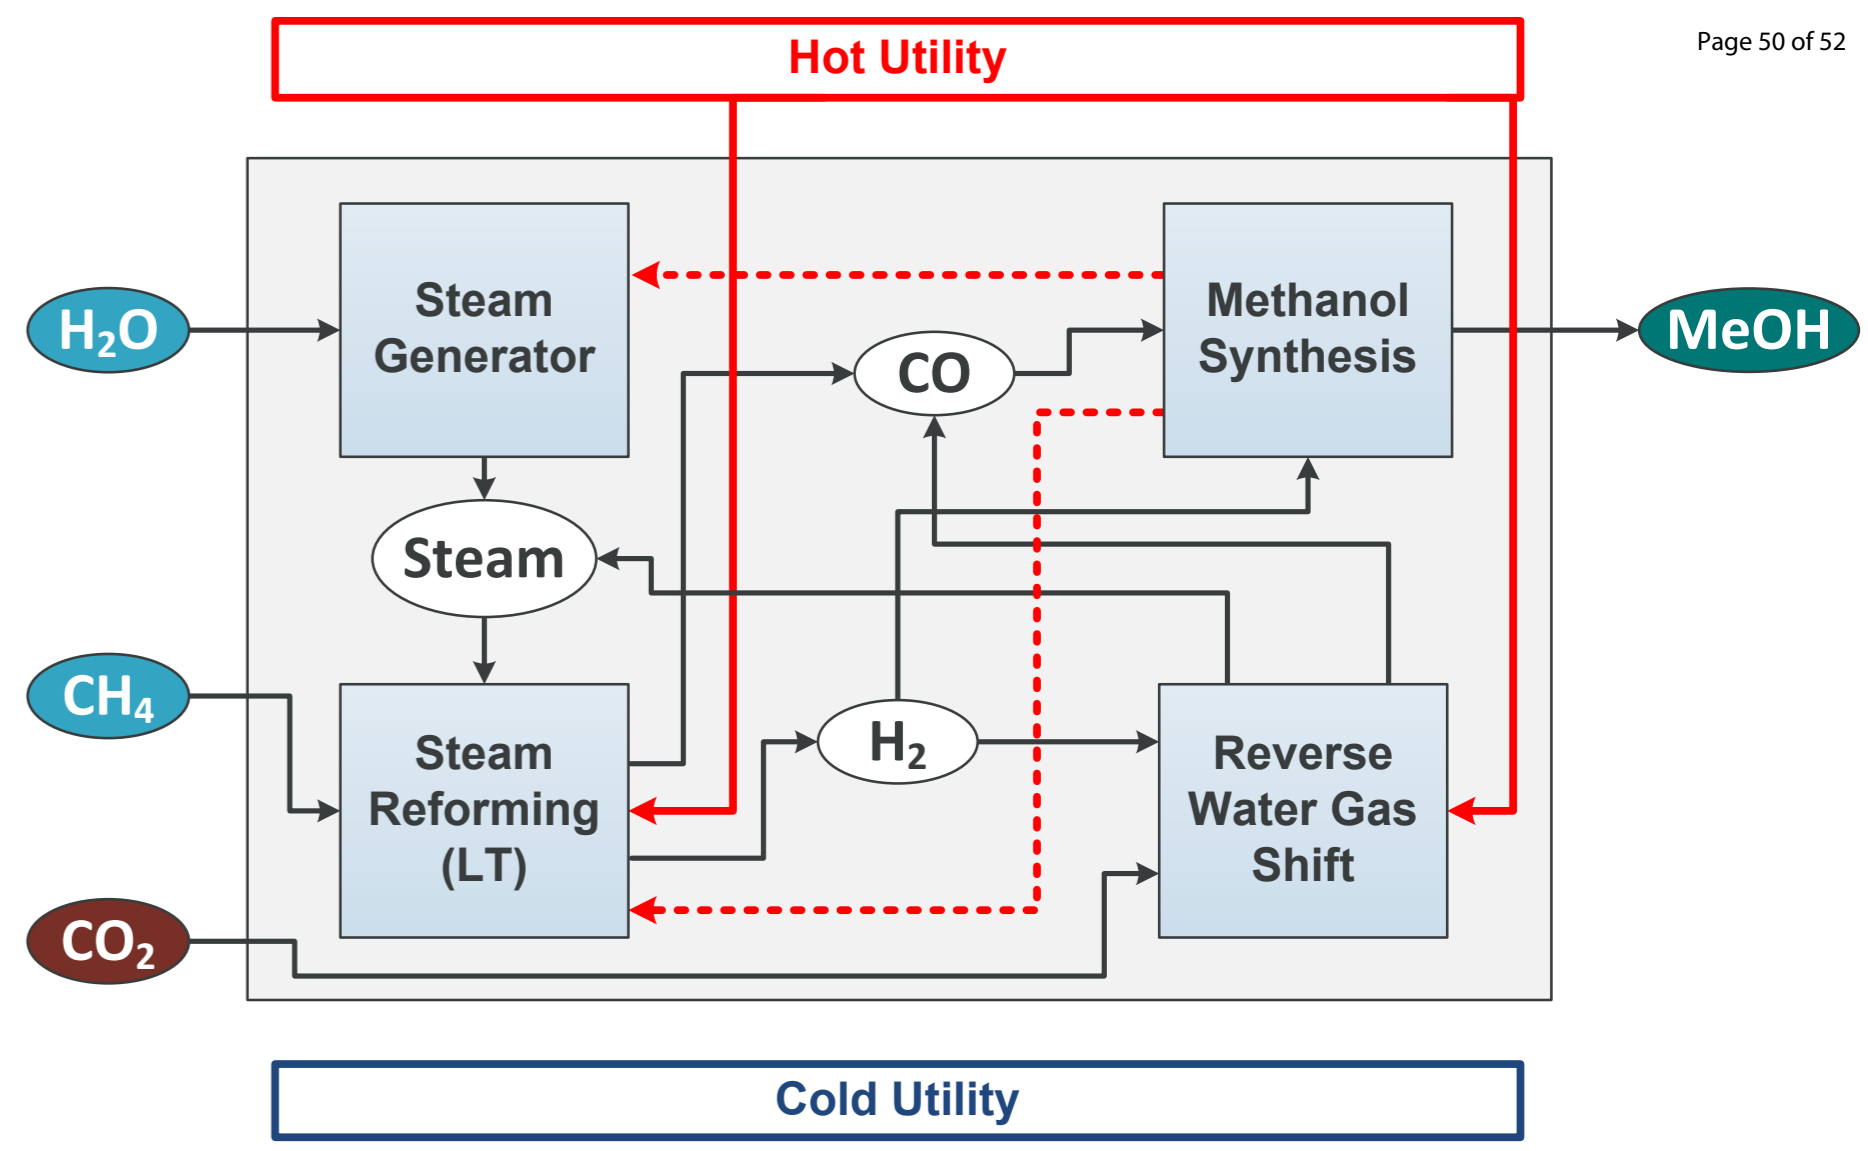 Hot Utility
Page 50 of 52
Steam
Generator
Methanol
Synthesis
H₂O
CO
MeOH
Steam
CH₄
Steam
Reforming
(LT)
H₂
Reverse
Water Gas
Shift
CO₂
Cold Utility